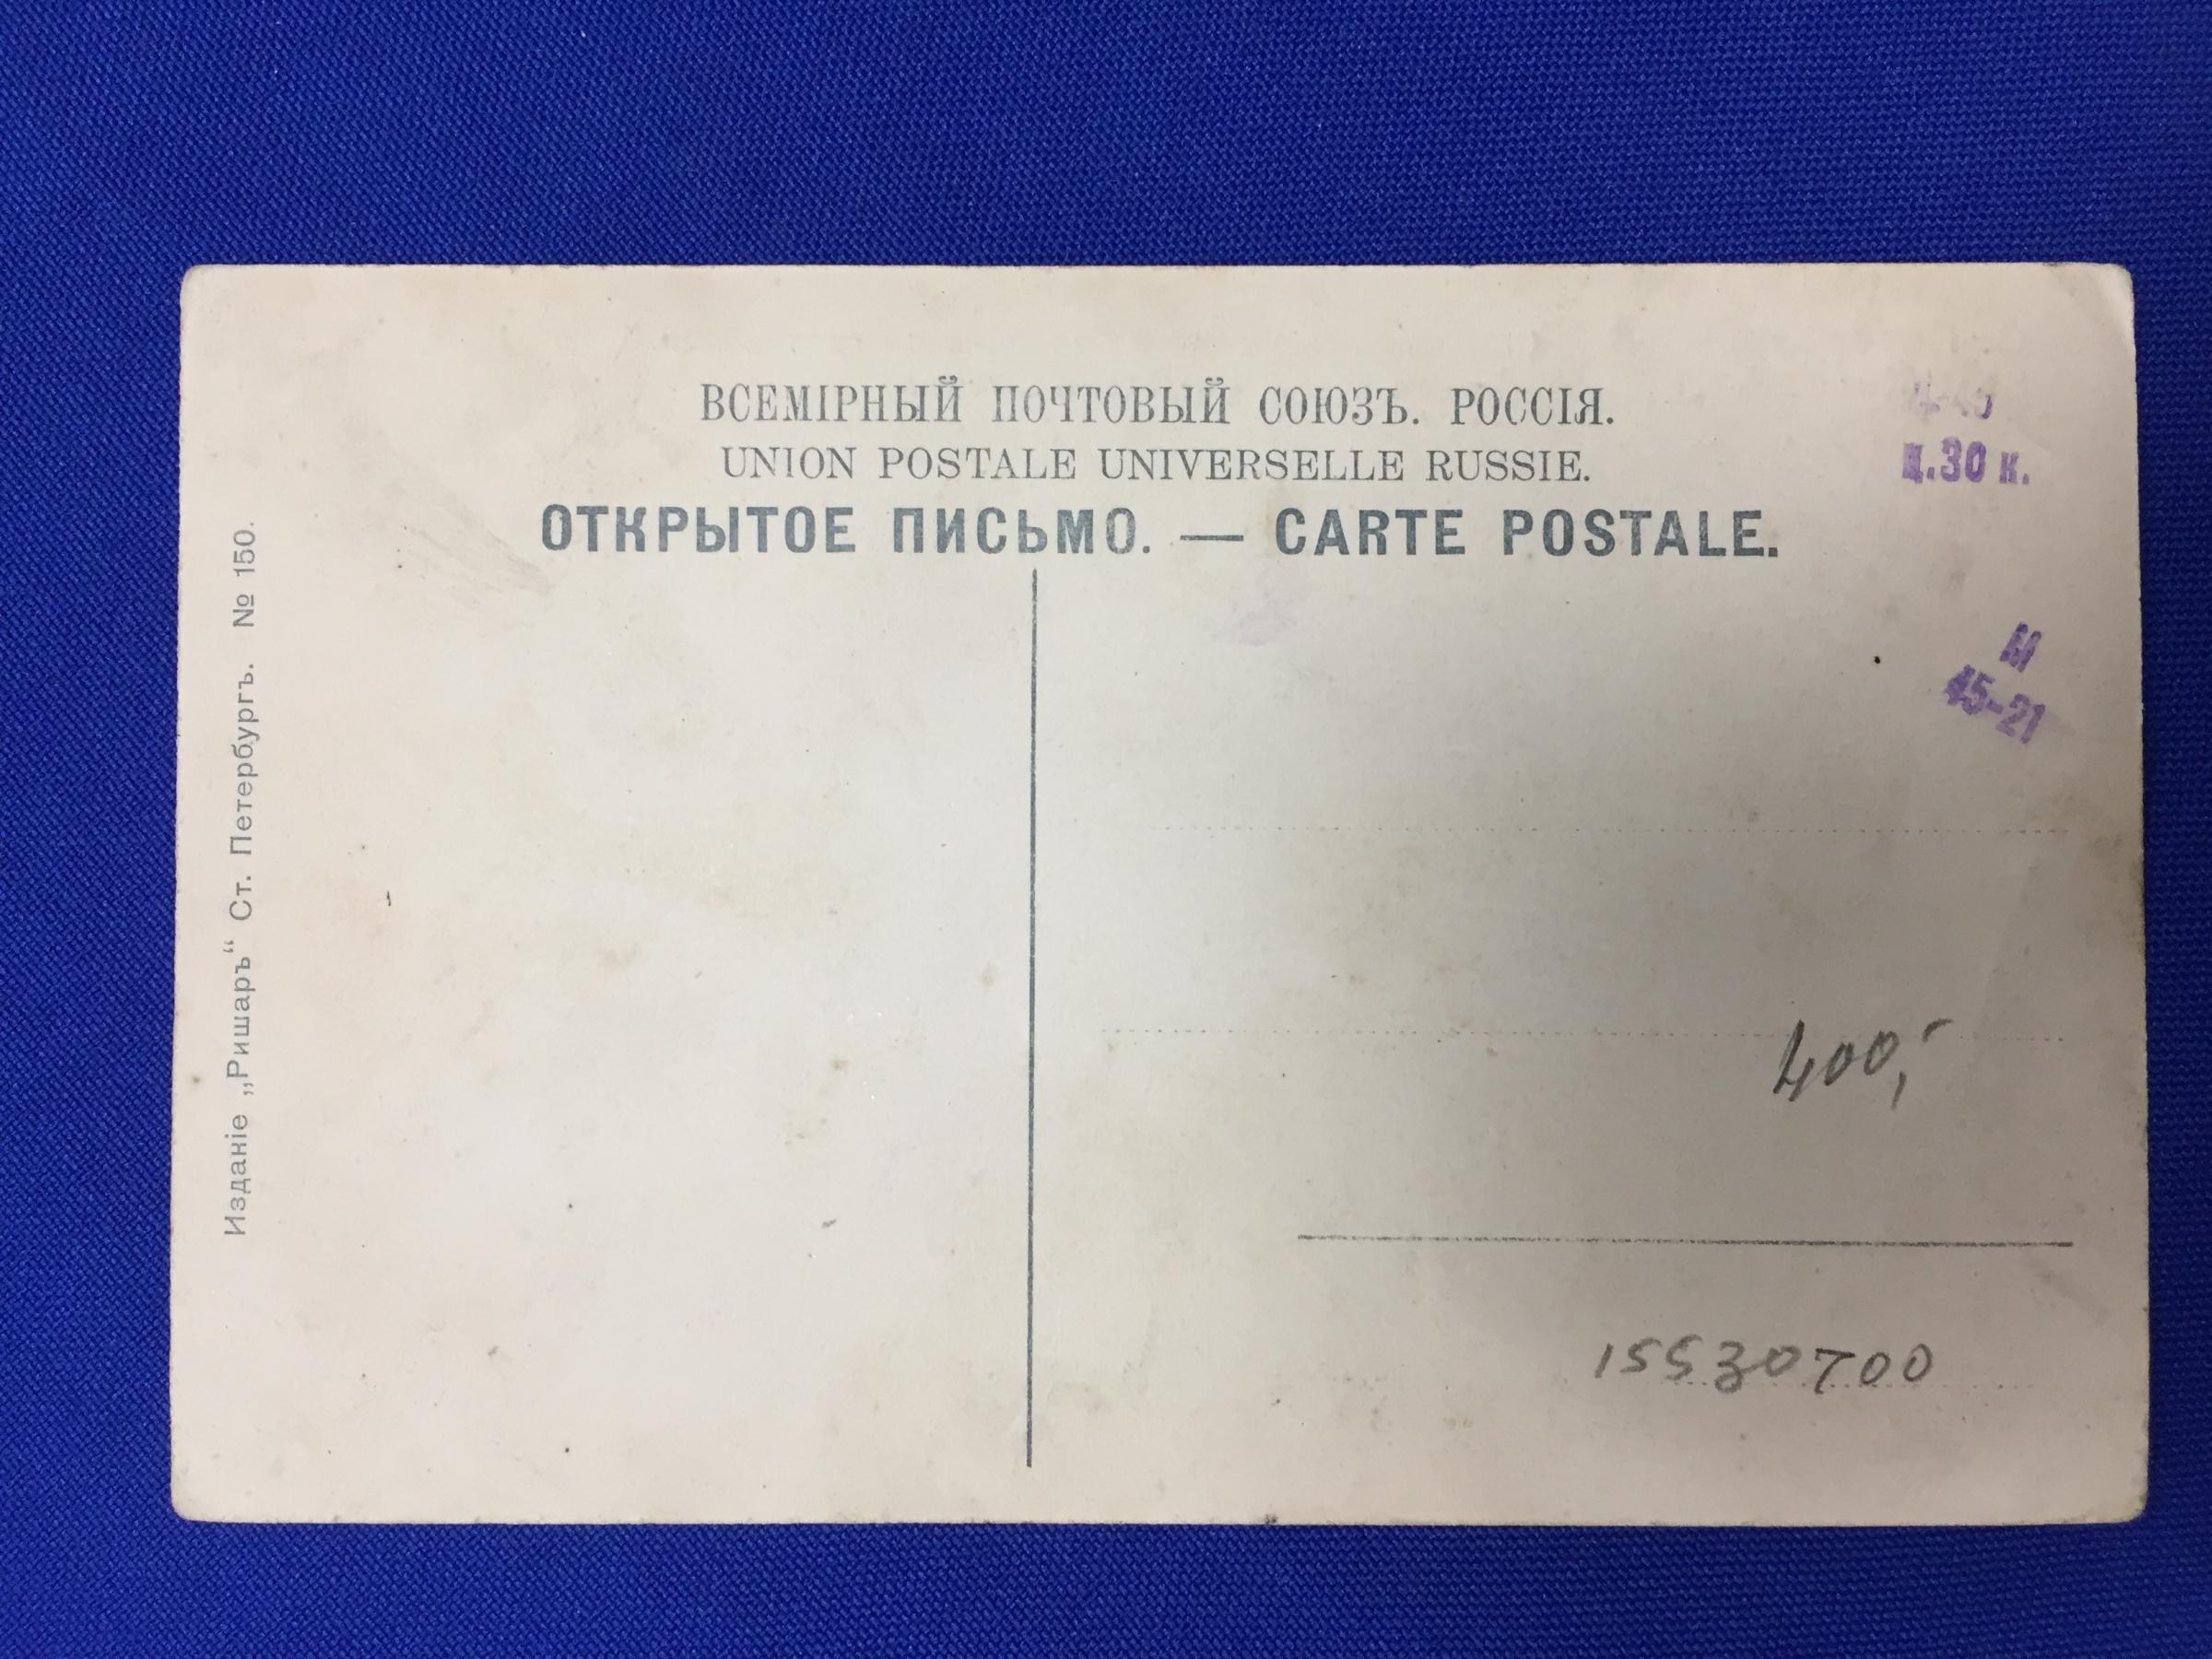 ВСЕМІРНЫЙ ПОЧТОВЫЙ СОЮЗЪ. РОССІЯ.
UNION POSTALE UNIVERSELLE RUSSIE.
ОТКРЫТОЕ ПИСЬМО. — CARTE POSTALE.
ц.30 к.
М
45-21
400,-
15530700
Изданіе „Ришаръ“ Ст. Петербургъ. № 150.